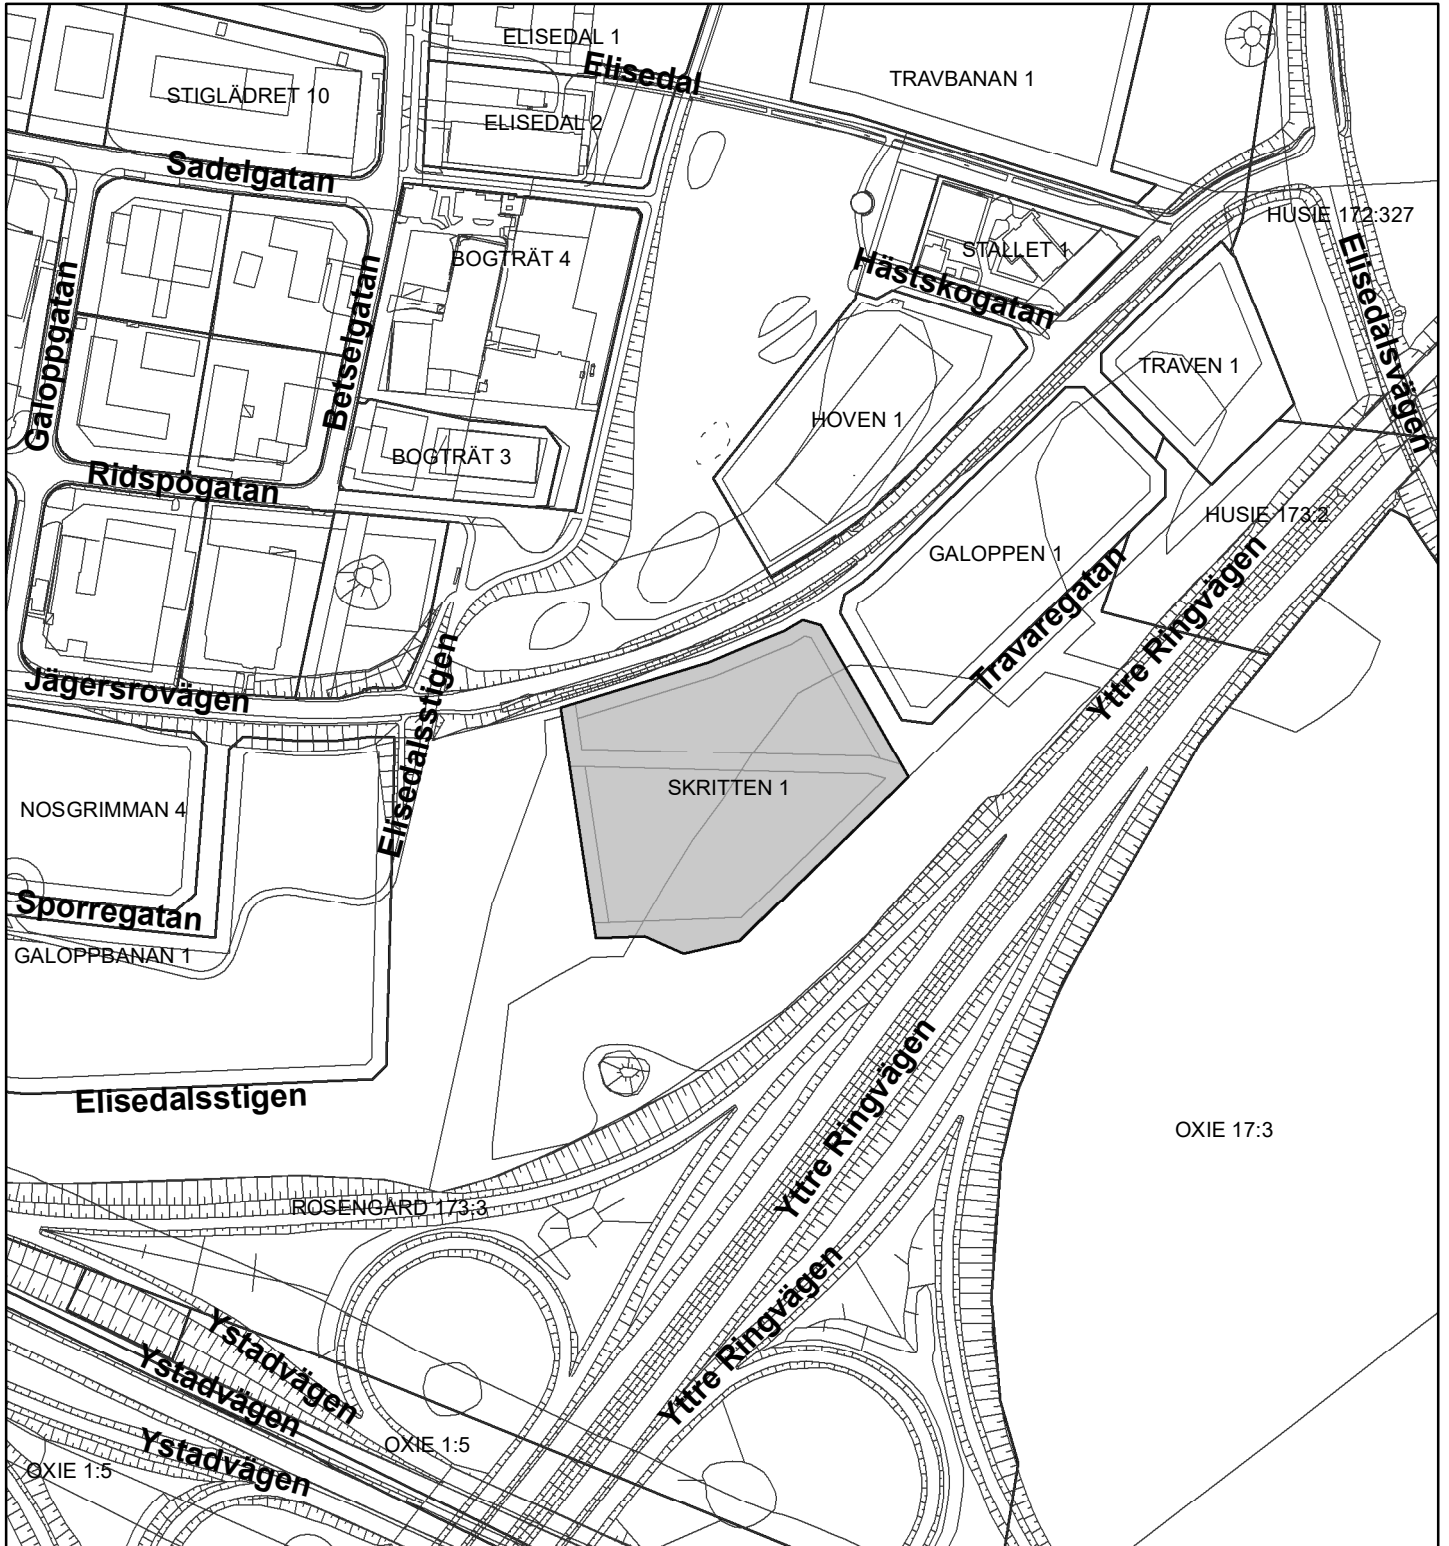 ELISEDAL 1
Elisedal
TRAVBANAN 1
STIGLÄDRET 10
ELISEDAL 2
Sadelgatan
HUSIE 172:327
STALLET 1
BOGTRÄT 4
Hästskogatan
Elisedalsvägen
Galoppgatan
Betselgatan
TRAVEN 1
HOVEN 1
BOGTRÄT 3
Ridspögatan
HUSIE 173:2
GALOPPEN 1
Travaregatan
Yttre Ringvägen
Jägersrovägen
Elisedalsstigen
SKRITTEN 1
NOSGRIMMAN 4
Sporregatan
GALOPPBANAN 1
Elisedalsstigen
Yttre Ringvägen
OXIE 17:3
ROSENGÅRD 173:3
Yttre Ringvägen
Ystadvägen
Ystadvägen
Ystadvägen
OXIE 1:5
OXIE 1:5